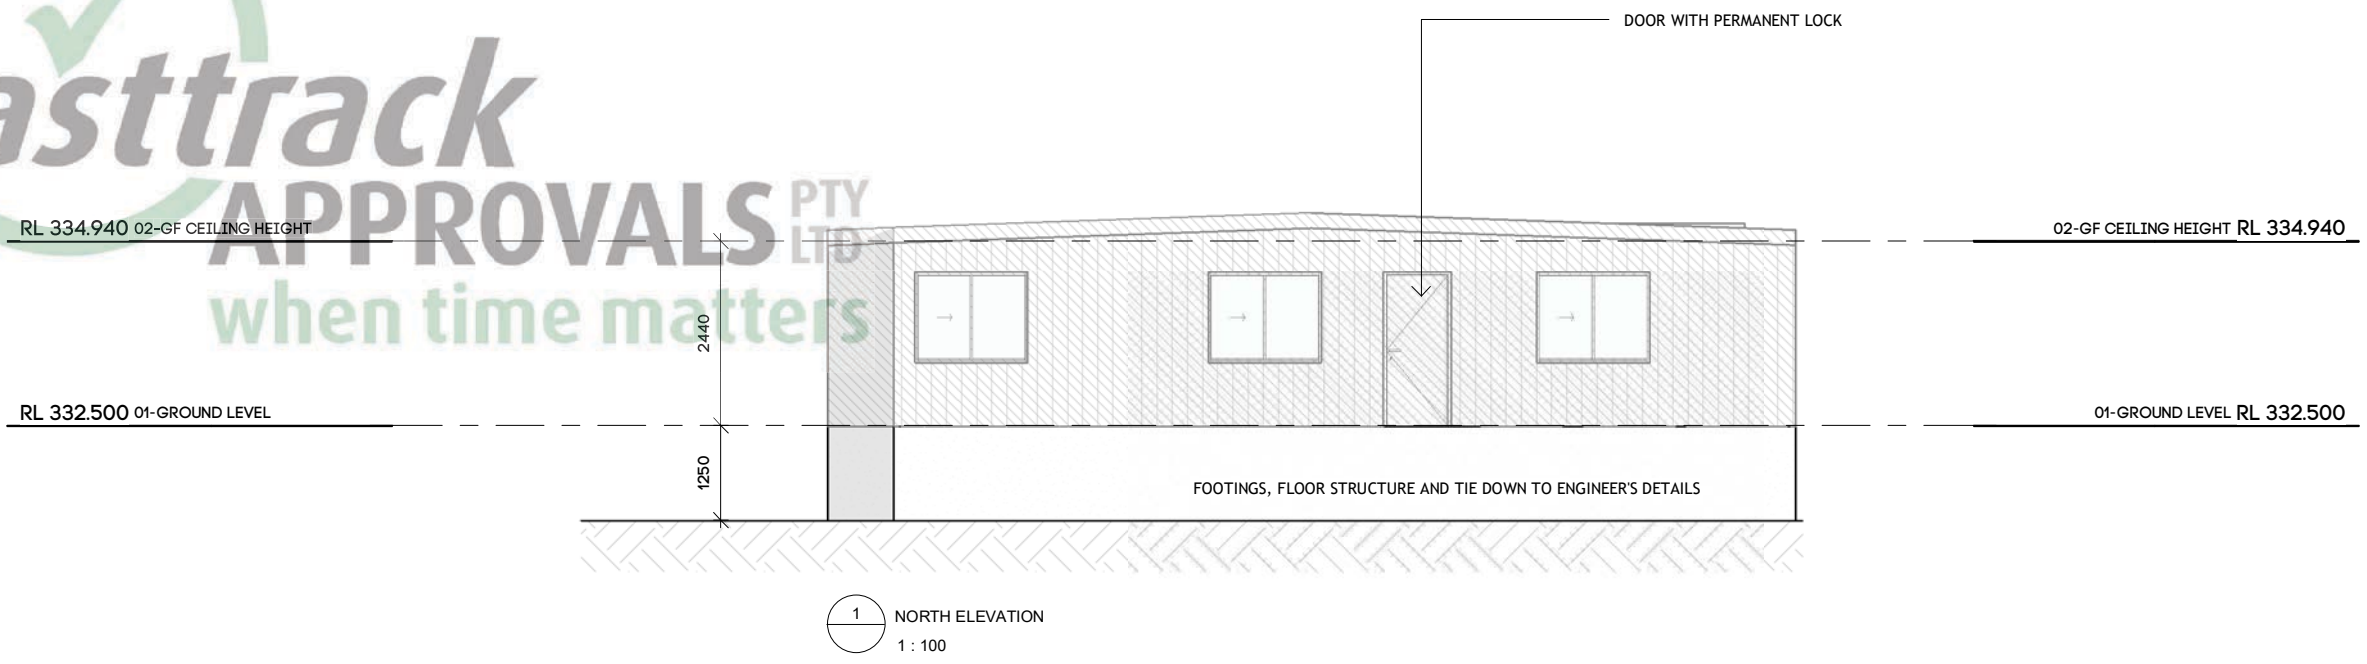 DOOR WITH PERMANENT LOCK
asttrack
APPROVALS PTY LTD
when time matters
RL 334.940 02-GF CEILING HEIGHT
02-GF CEILING HEIGHT RL 334.940
2440
RL 332.500 01-GROUND LEVEL
01-GROUND LEVEL RL 332.500
1250
FOOTINGS, FLOOR STRUCTURE AND TIE DOWN TO ENGINEER'S DETAILS
1 NORTH ELEVATION
1 : 100